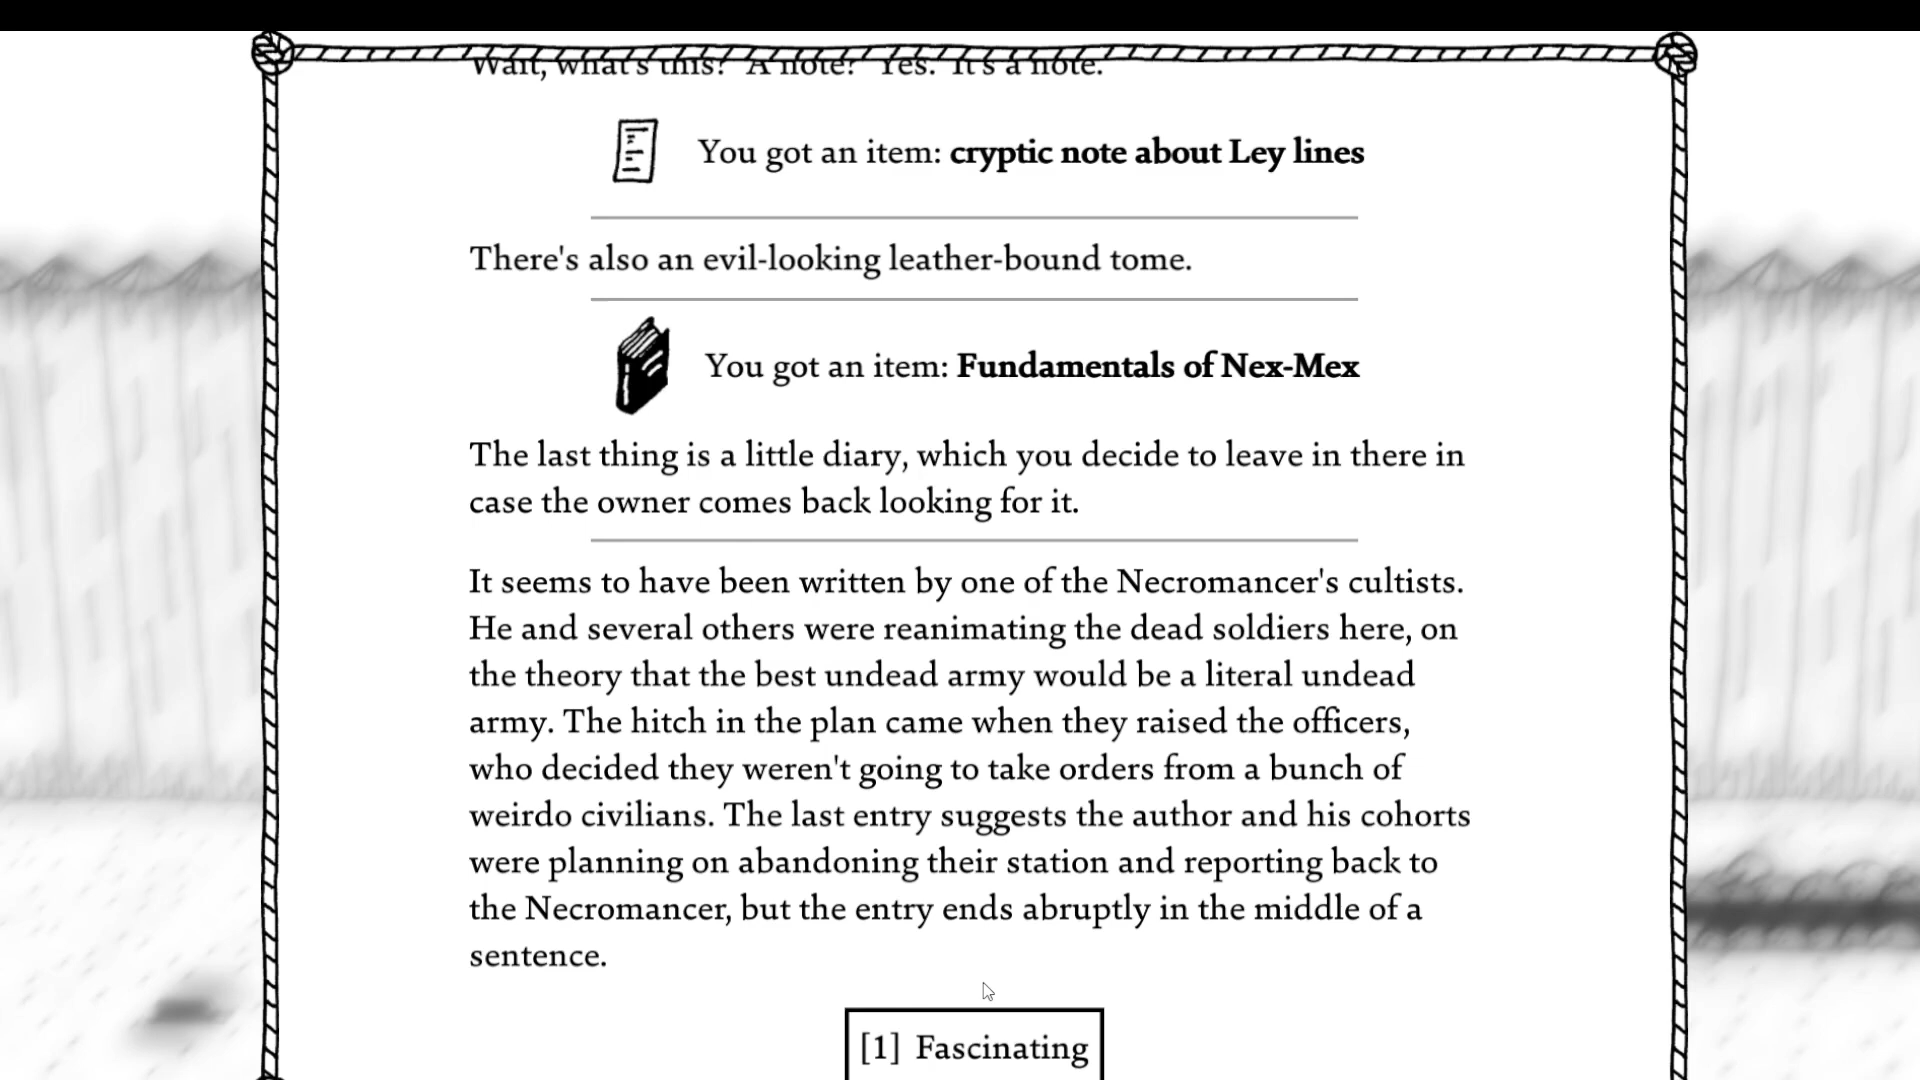 Wait, what's this? A note? Yes. It's a note.
You got an item: cryptic note about Ley lines
There's also an evil-looking leather-bound tome.
You got an item: Fundamentals of Nex-Mex
The last thing is a little diary, which you decide to leave in there in
case the owner comes back looking for it.
It seems to have been written by one of the Necromancer's cultists.
He and several others were reanimating the dead soldiers here, on
the theory that the best undead army would be a literal undead
army. The hitch in the plan came when they raised the officers,
who decided they weren't going to take orders from a bunch of
weirdo civilians. The last entry suggests the author and his cohorts
were planning on abandoning their station and reporting back to
the Necromancer, but the entry ends abruptly in the middle of a
sentence.
[1] Fascinating